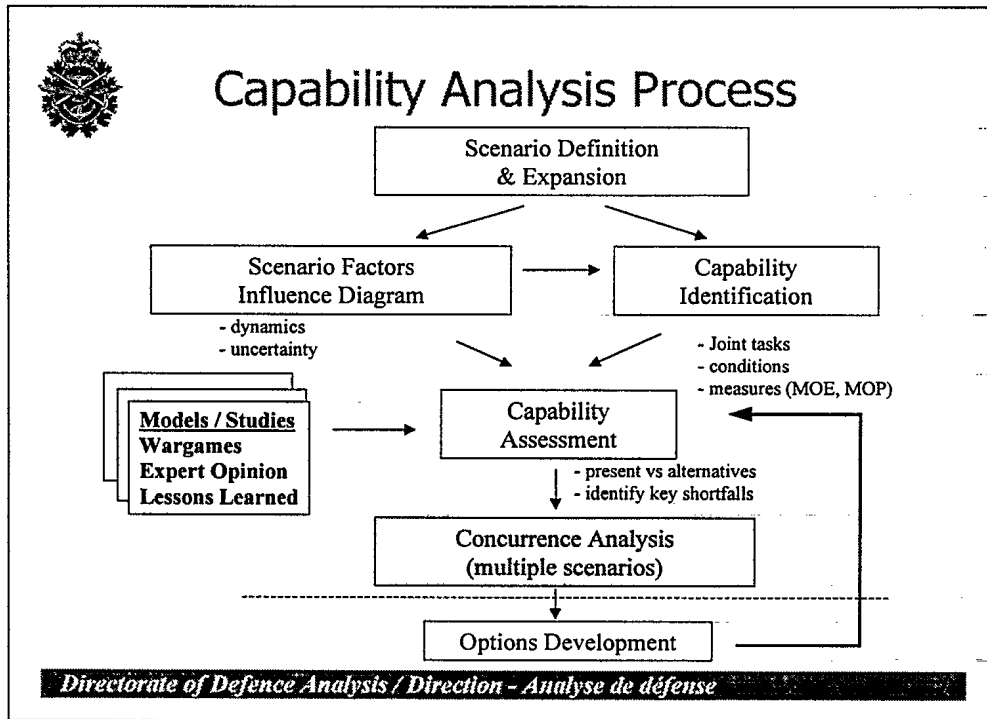 Capability Analysis Process
Scenario Definition
& Expansion
Scenario Factors
Influence Diagram
Capability
Identification
- dynamics
- uncertainty
- Joint tasks
- conditions
- measures (MOE, MOP)
Models / Studies
Wargames
Expert Opinion
Lessons Learned
Capability
Assessment
- present vs alternatives
- identify key shortfalls
Concurrence Analysis
(multiple scenarios)
Options Development
Directorate of Defence Analysis / Direction - Analyse de défense